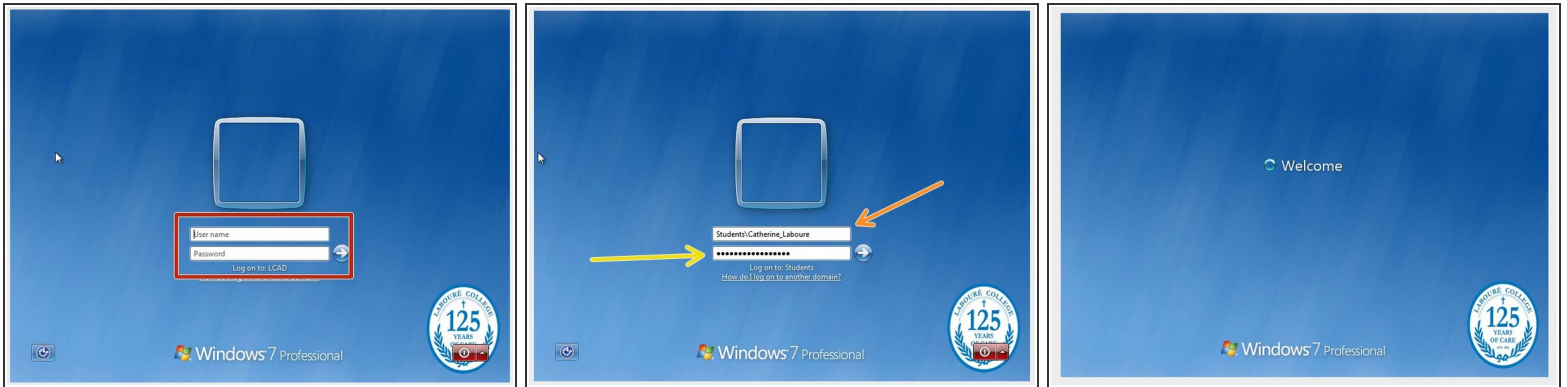 User name
Password
Log on to: LCAD
LABOURÉ COLLEGE
125
YEARS
OF CARE
Windows 7 Professional
Students\Catherine_Laboure
•••••••••••••••••
Log on to: Students
How do I log on to another domain?
LABOURÉ COLLEGE
125
YEARS
OF CARE
Windows 7 Professional
Welcome
LABOURÉ COLLEGE
125
YEARS
OF CARE
Windows 7 Professional